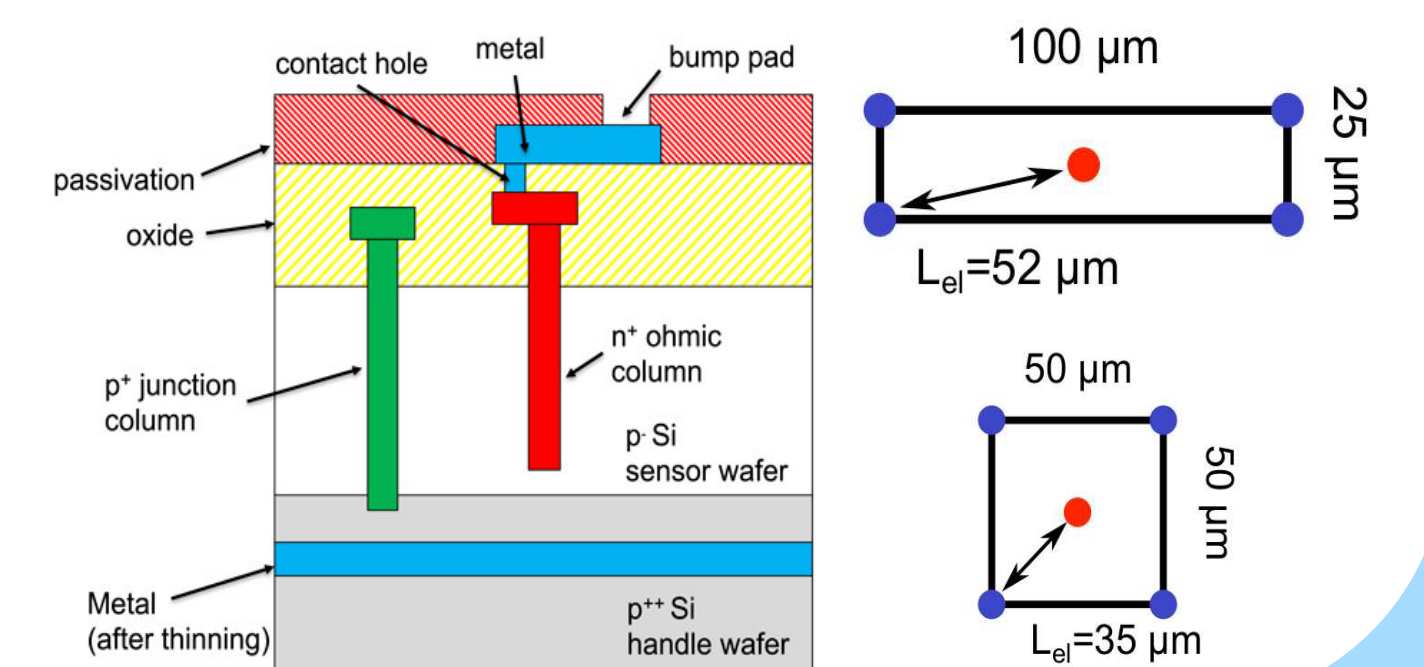 contact hole
metal
bump pad
passivation
oxide
p+ junction
column
n+ ohmic
column
p- Si
sensor wafer
Metal
(after thinning)
p++ Si
handle wafer
100 µm
25 µm
Lel=52 µm
50 µm
50 µm
Lel=35 µm